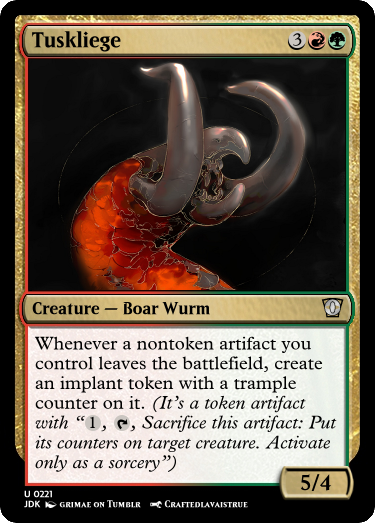 Tuskliege
3
Creature — Boar Wurm
Whenever a nontoken artifact you
control leaves the battlefield, create
an implant token with a trample
counter on it. (It's a token artifact
with “1, , Sacrifice this artifact: Put
its counters on target creature. Activate
only as a sorcery”)
5/4
U 0221
JDK GRIMAE ON TUMBLR CRAFTEDLAVAISTRUE